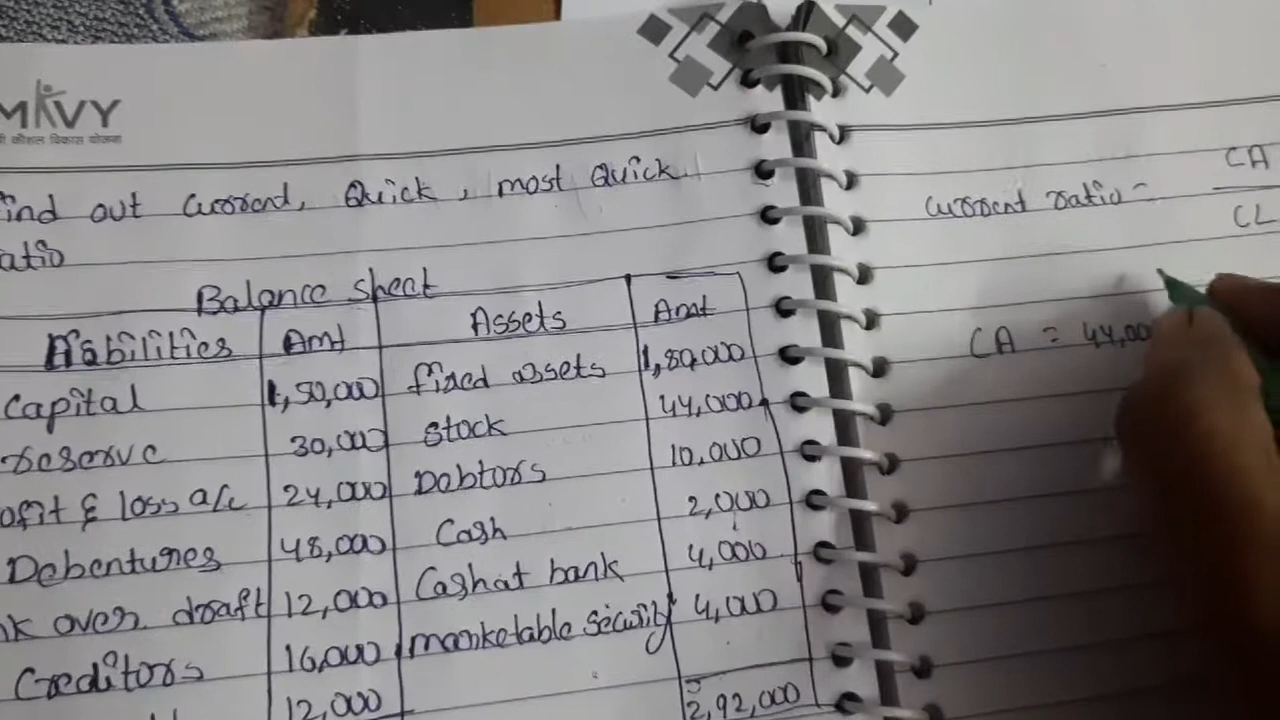 MKVY
कौशल विकास योजना
ind out current, Quick, most Quick
atio
Balance sheet
liabilities Amt Assets Amt
Capital 1,50,000 fixed assets 1,80,000
reserve 30,000 stock 44,000
ofit & loss a/c 24,000 Debtors 10,000
Debentures 48,000 Cash 2,000
nk over draft 12,000 Cash at bank 4,000
Creditors 16,000 marketable security 4,000
12,000
2,92,000
current ratio = CA
CL
CA = 44,00